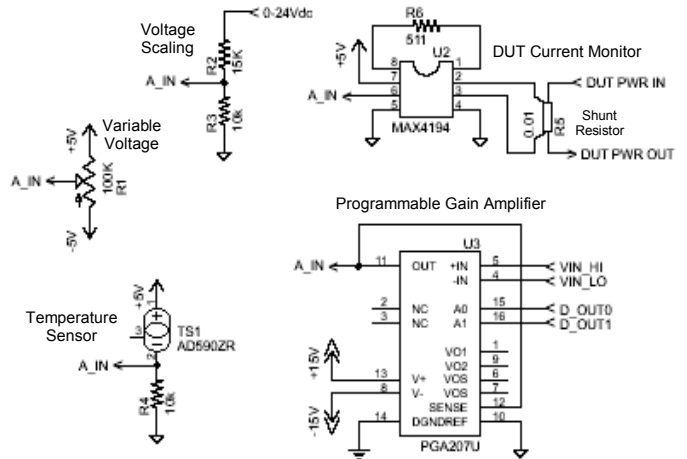 Voltage
Scaling
0-24Vdc
R2
15K
A_IN
R3
10k
Variable
Voltage
+5V
A_IN
100K
R1
-5V
R6
511
U2
+5V
A_IN
8
7
6
5
1
2
3
4
MAX4194
DUT Current Monitor
DUT PWR IN
0.01
R5
Shunt
Resistor
DUT PWR OUT
Temperature
Sensor
+5V
1
3
TS1
AD590ZR
2
A_IN
R4
10k
Programmable Gain Amplifier
U3
A_IN
11 OUT +IN 5 VIN_HI
-IN 4 VIN_LO
2 NC A0 15 D_OUT0
3 NC A1 16 D_OUT1
VO1 1
VO2 9
+15V 13 V+ VOS 6
-15V 8 V- VOS 7
SENSE 12
14 DGNDREF 10
PGA207U